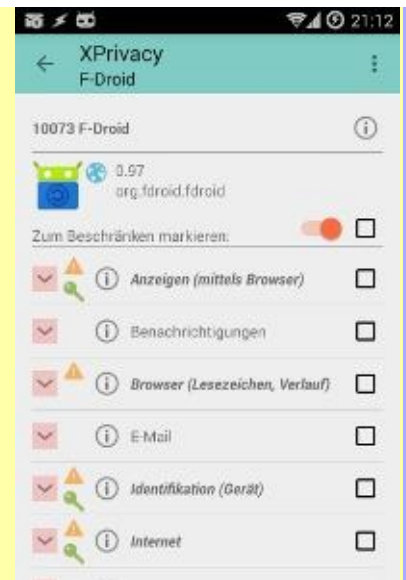 21:12
XPrivacy
F-Droid
10073 F-Droid
0.97
org.fdroid.fdroid
Zum Beschränken markieren:
Anzeigen (mittels Browser)
Benachrichtigungen
Browser (Lesezeichen, Verlauf)
E-Mail
Identifikation (Gerät)
Internet